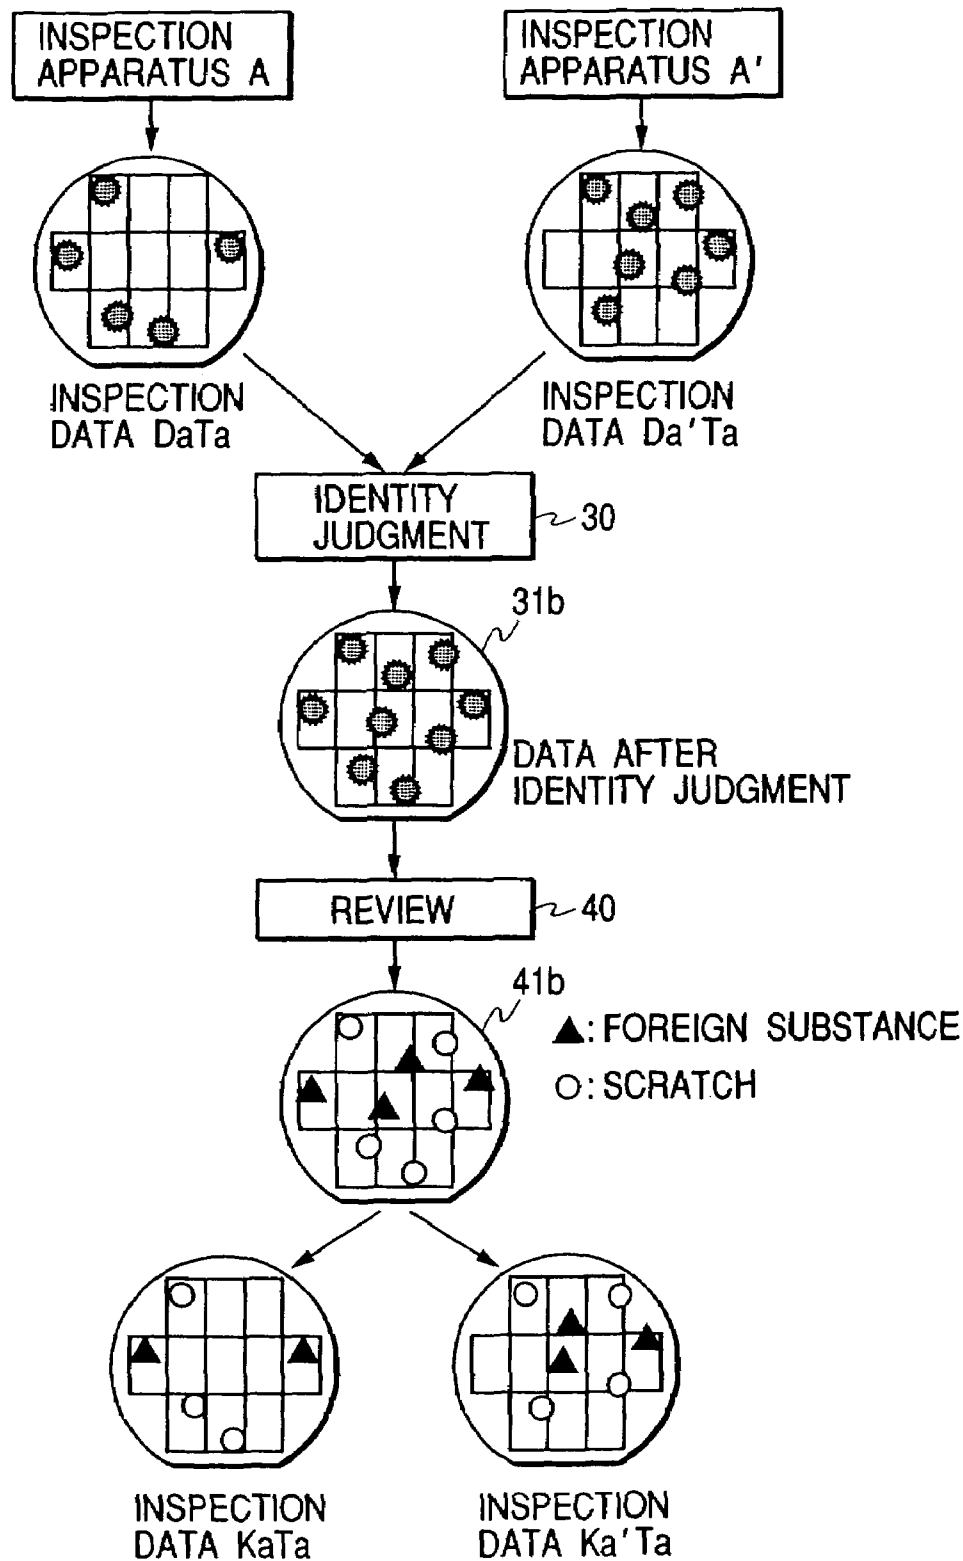 INSPECTION
APPARATUS A
INSPECTION
APPARATUS A'
INSPECTION
DATA DaTa
INSPECTION
DATA Da'Ta
IDENTITY
JUDGMENT
30
31b
DATA AFTER
IDENTITY JUDGMENT
REVIEW
40
41b
▲: FOREIGN SUBSTANCE
○: SCRATCH
INSPECTION
DATA KaTa
INSPECTION
DATA Ka'Ta